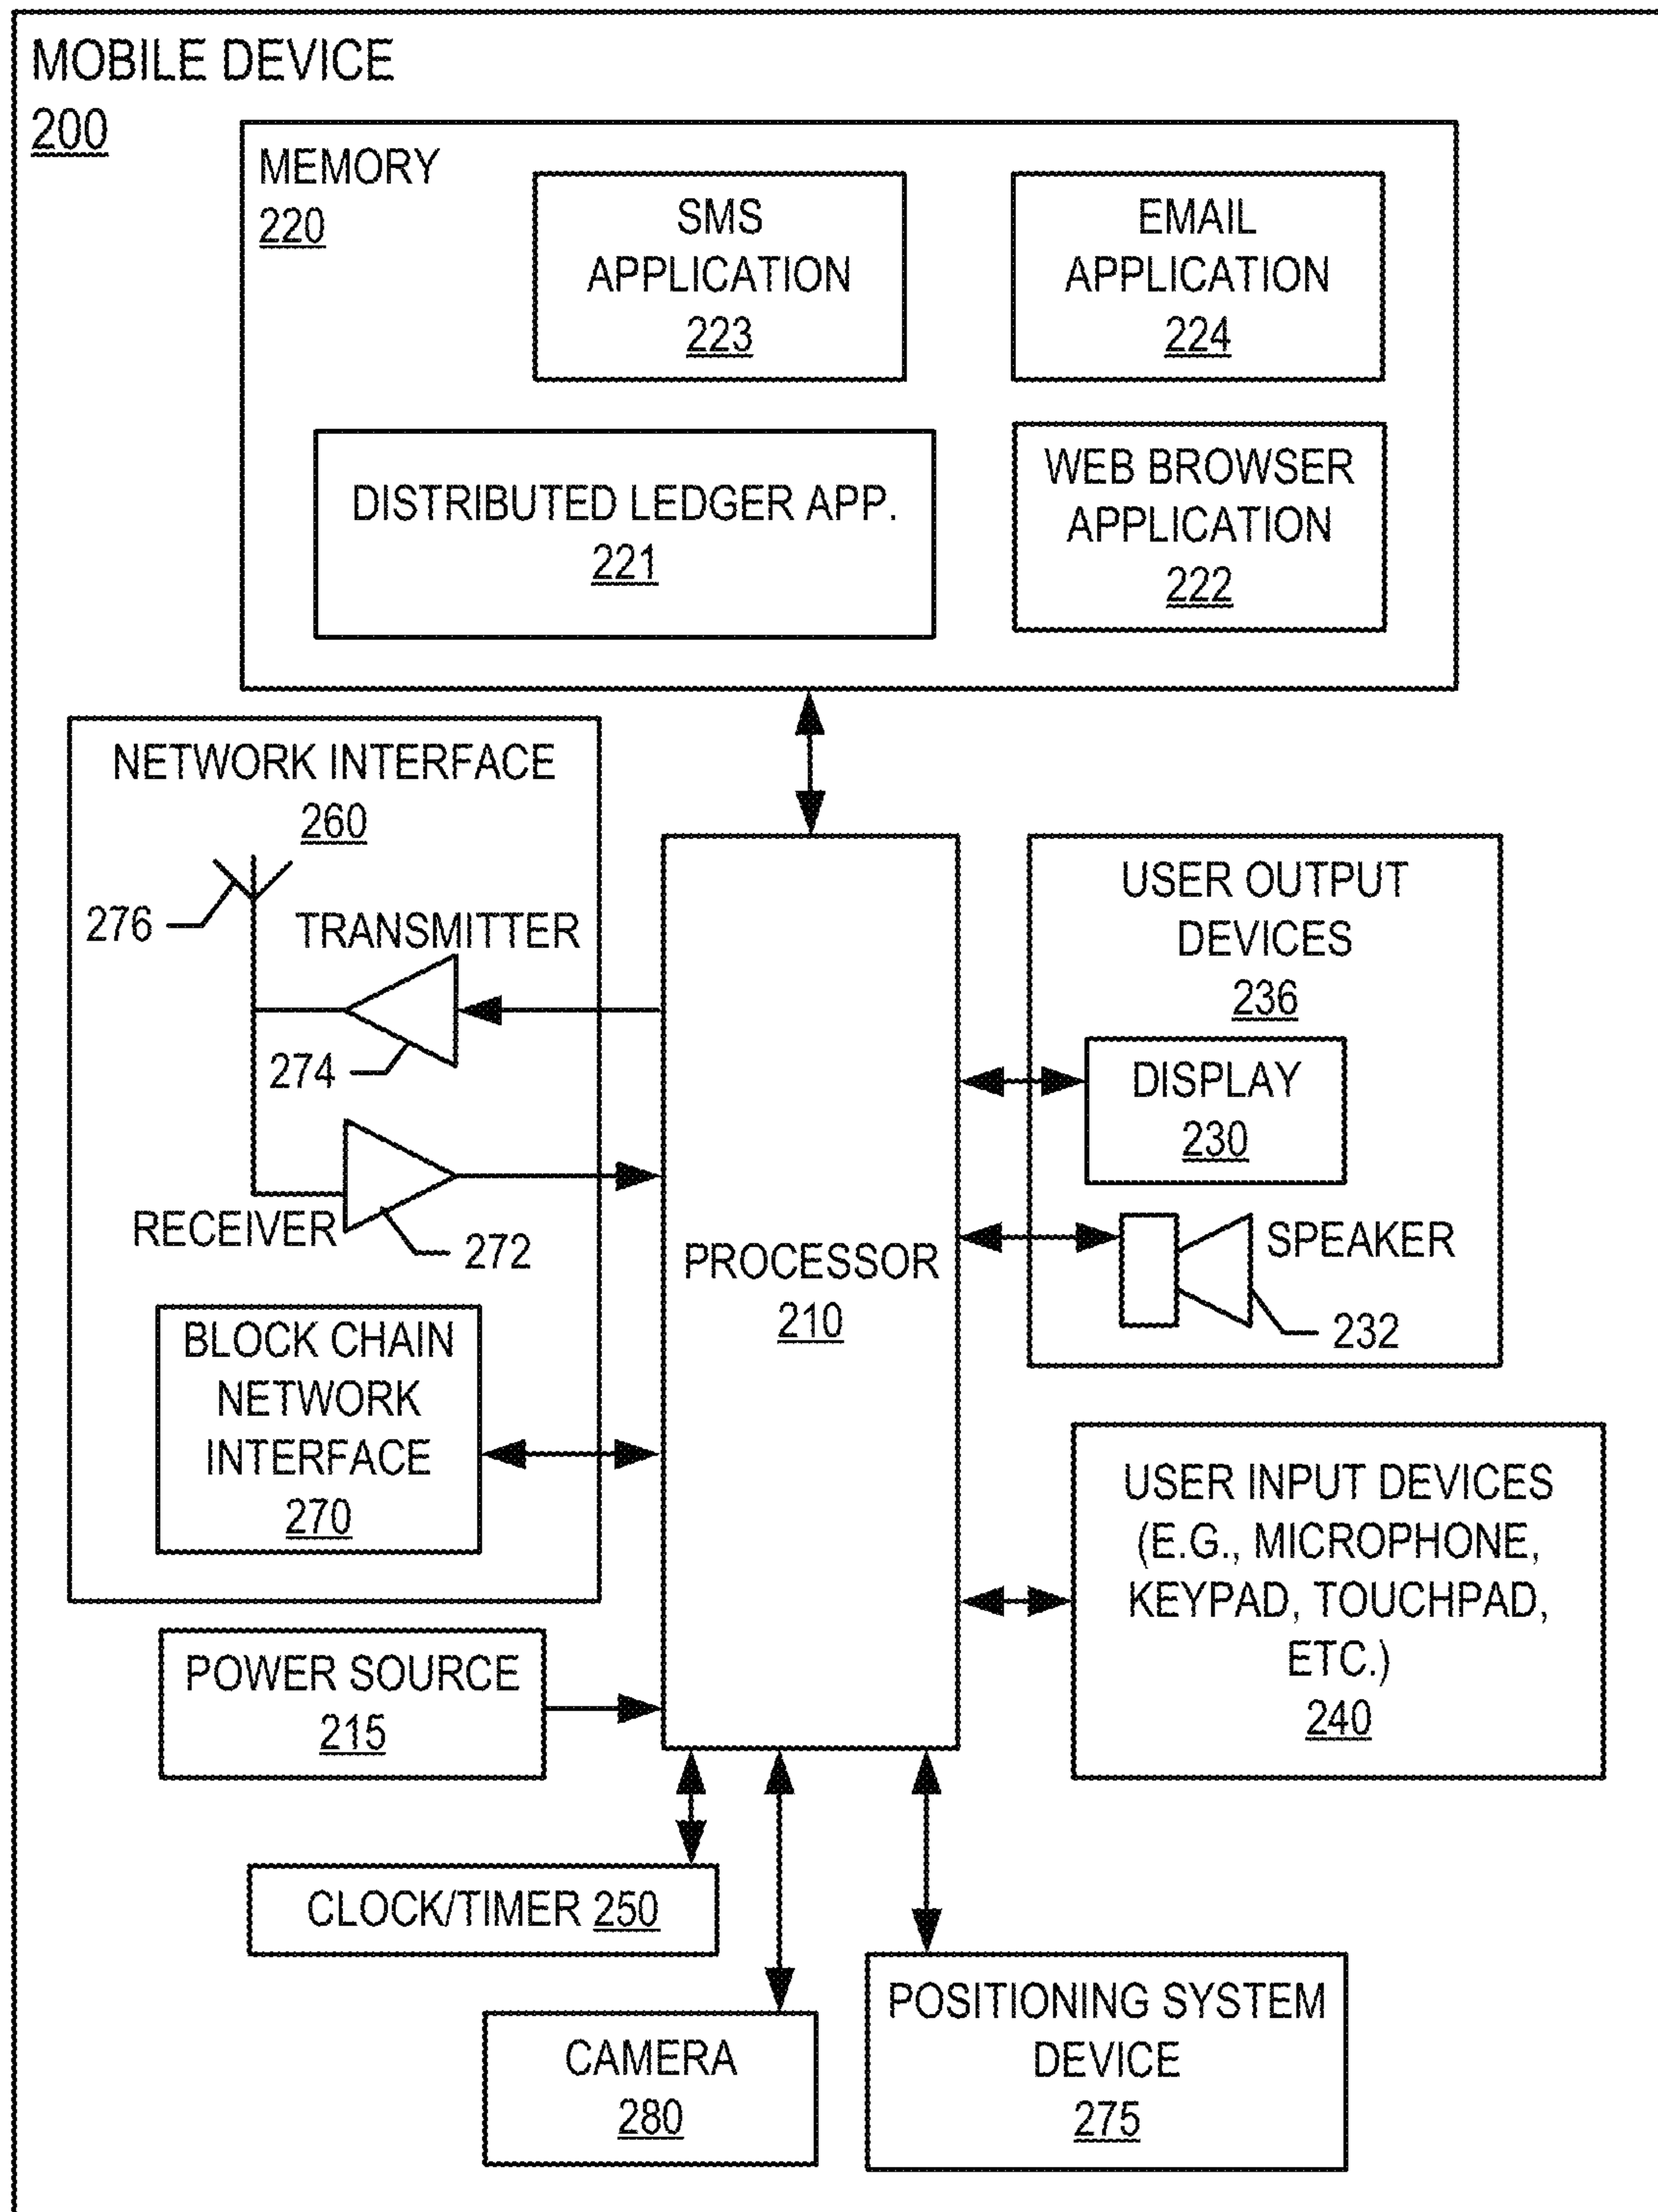 MOBILE DEVICE
200
MEMORY
220
SMS
APPLICATION
223
EMAIL
APPLICATION
224
DISTRIBUTED LEDGER APP.
221
WEB BROWSER
APPLICATION
222
NETWORK INTERFACE
260
276
TRANSMITTER
274
RECEIVER
272
BLOCK CHAIN
NETWORK
INTERFACE
270
PROCESSOR
210
USER OUTPUT
DEVICES
236
DISPLAY
230
SPEAKER
232
USER INPUT DEVICES
(E.G., MICROPHONE,
KEYPAD, TOUCHPAD,
ETC.)
240
POWER SOURCE
215
CLOCK/TIMER 250
CAMERA
280
POSITIONING SYSTEM
DEVICE
275